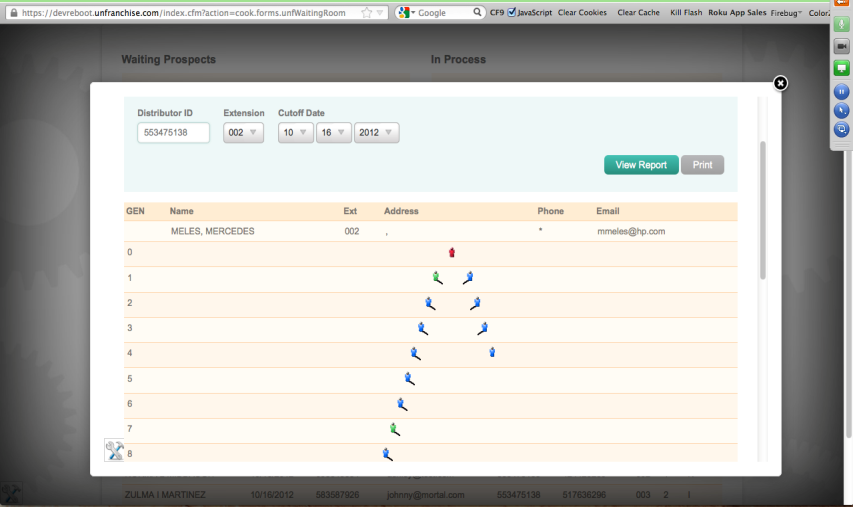 https://devreboot.unfranchise.com/index.cfm?action=cook.forms.unfWaitingRoom Google CF9 JavaScript Clear Cookies Clear Cache Kill Flash Roku App Sales Firebug
Waiting Prospects In Process
Distributor ID Extension Cutoff Date
553475138 002 10 16 2012
View Report Print
GEN Name Ext Address Phone Email
MELES, MERCEDES 002 , * mmeles@hp.com
0
1
2
3
4
5
6
7
8
ZULMA I MARTINEZ 10/16/2012 583587926 johnny@mortal.com 553475138 517636296 003 2 I